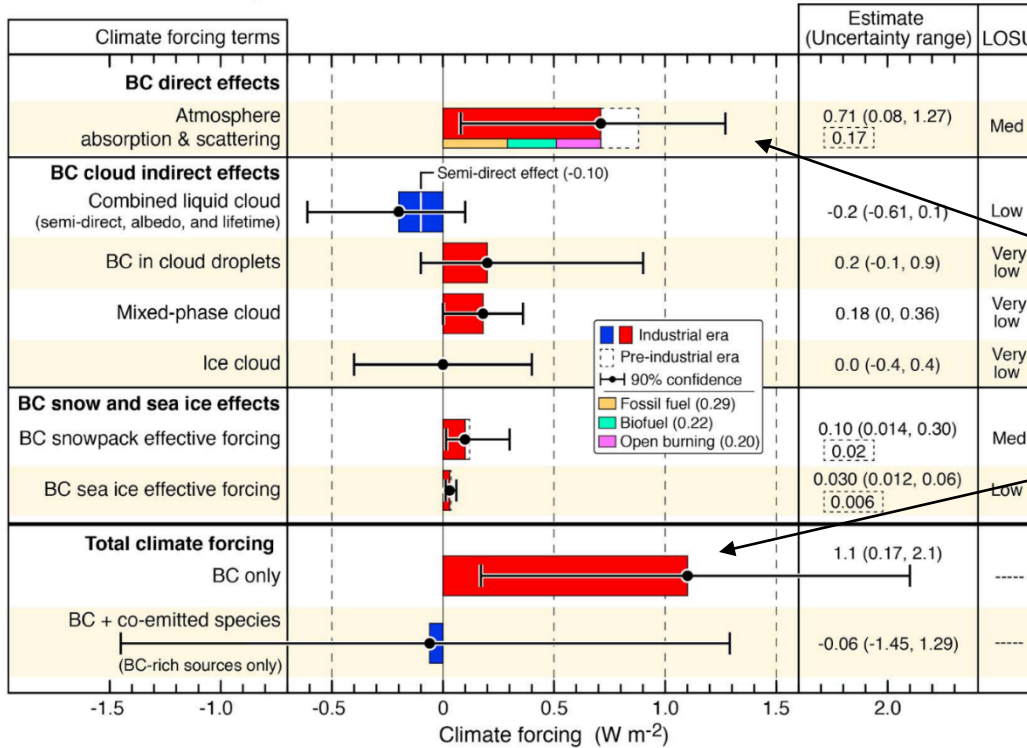 Climate forcing terms
Estimate
(Uncertainty range)
LOSU
BC direct effects
Atmosphere
absorption & scattering
0.71 (0.08, 1.27)
0.17
Med
BC cloud indirect effects
Semi-direct effect (-0.10)
Combined liquid cloud
(semi-direct, albedo, and lifetime)
-0.2 (-0.61, 0.1)
Low
BC in cloud droplets
0.2 (-0.1, 0.9)
Very
low
Mixed-phase cloud
0.18 (0, 0.36)
Very
low
Ice cloud
0.0 (-0.4, 0.4)
Very
low
Industrial era
Pre-industrial era
90% confidence
Fossil fuel (0.29)
Biofuel (0.22)
Open burning (0.20)
BC snow and sea ice effects
BC snowpack effective forcing
0.10 (0.014, 0.30)
0.02
Med
BC sea ice effective forcing
0.030 (0.012, 0.06)
0.006
Low
Total climate forcing
BC only
1.1 (0.17, 2.1)
-----
BC + co-emitted species
(BC-rich sources only)
-0.06 (-1.45, 1.29)
-----
-1.5 -1.0 -0.5 0 0.5 1.0 1.5 2.0
Climate forcing (W m⁻²)